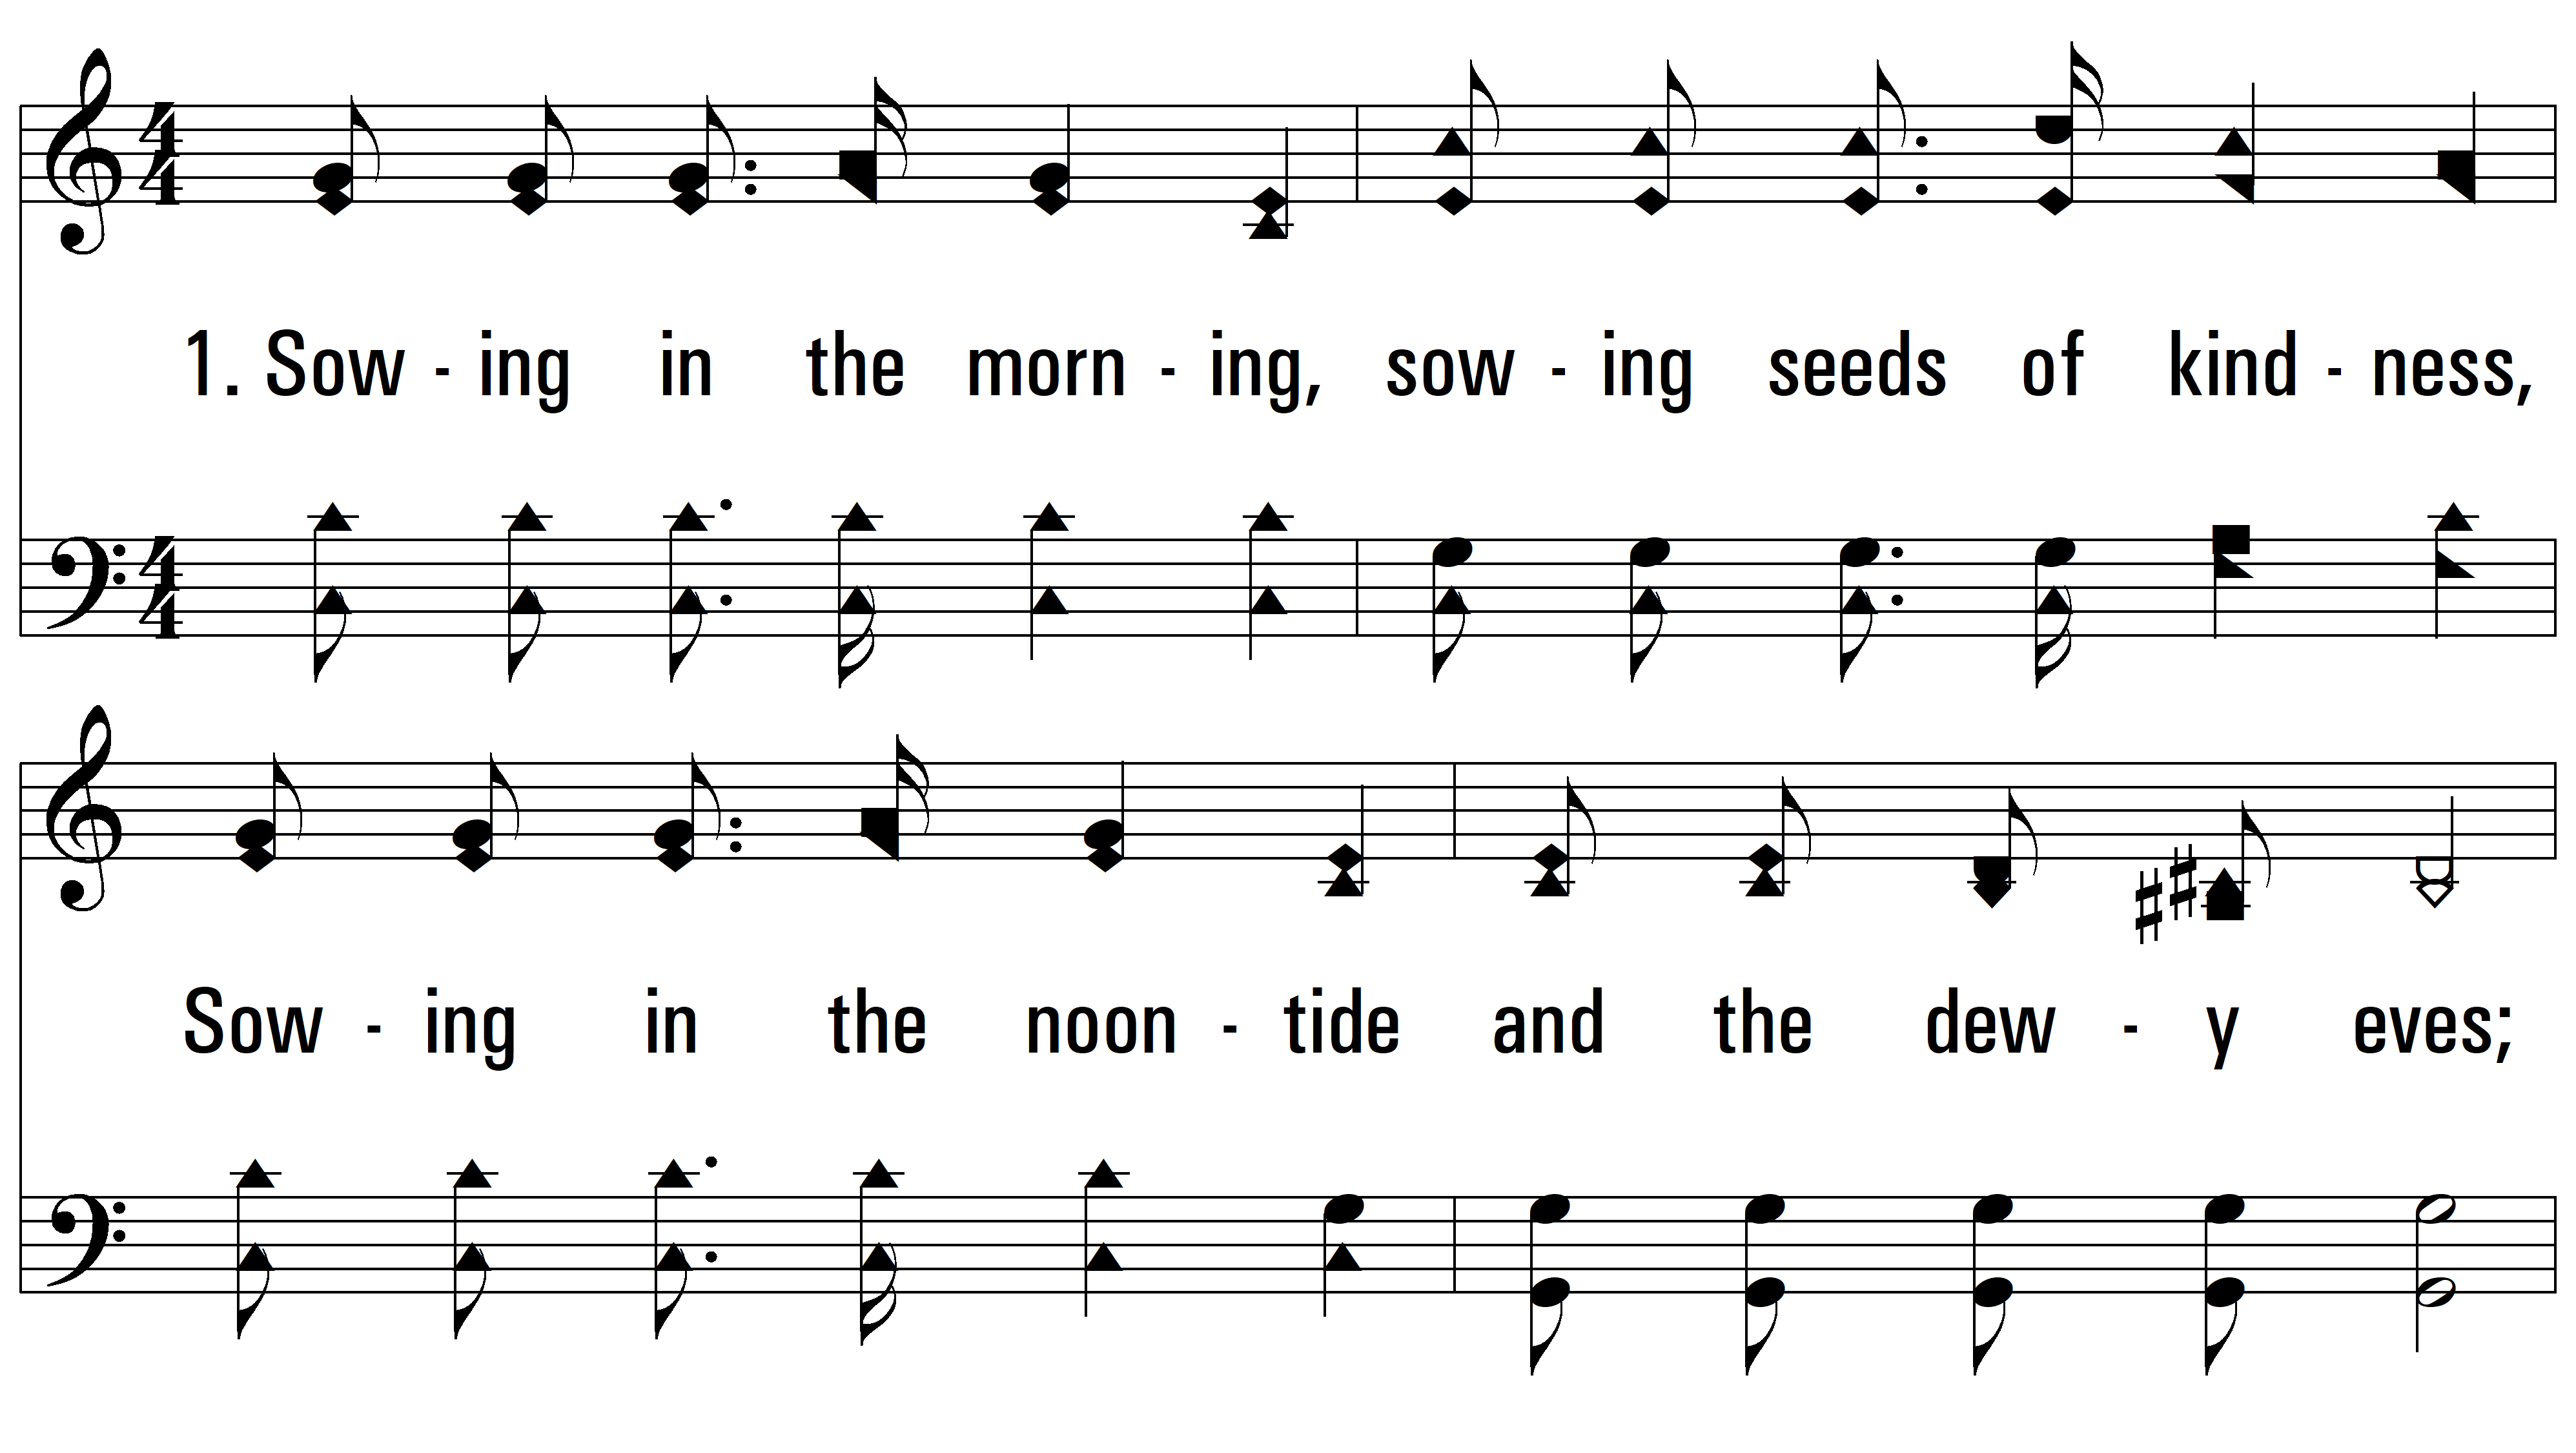 1. Sow - ing in the morn - ing, sow - ing seeds of kind - ness,
Sow - ing in the noon - tide and the dew - y eves;